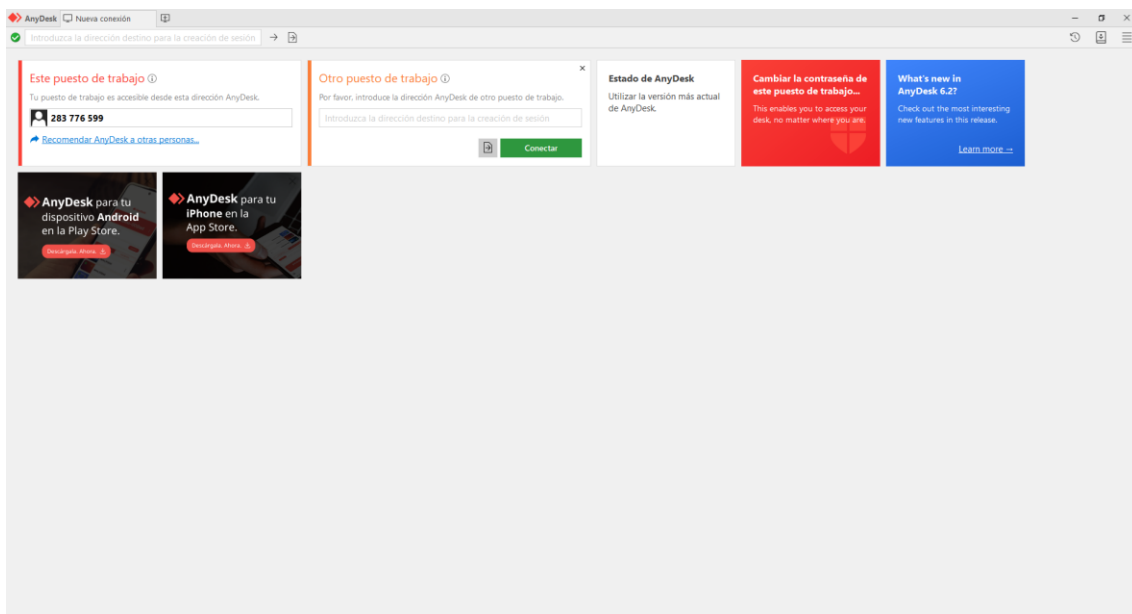 AnyDesk
Nueva conexión
Introduzca la dirección destino para la creación de sesión
Este puesto de trabajo
Tu puesto de trabajo es accesible desde esta dirección AnyDesk.
283 776 599
Recomendar AnyDesk a otras personas...
Otro puesto de trabajo
Por favor, introduce la dirección AnyDesk de otro puesto de trabajo.
Introduzca la dirección destino para la creación de sesión
Conectar
Estado de AnyDesk
Utilizar la versión más actual
de AnyDesk.
Cambiar la contraseña de
este puesto de trabajo...
This enables you to access your
desk, no matter where you are.
What's new in
AnyDesk 6.2?
Check out the most interesting
new features in this release.
Learn more →
AnyDesk para tu
dispositivo Android
en la Play Store.
Descárgala. Ahora.
AnyDesk para tu
iPhone en la
App Store.
Descárgala. Ahora.